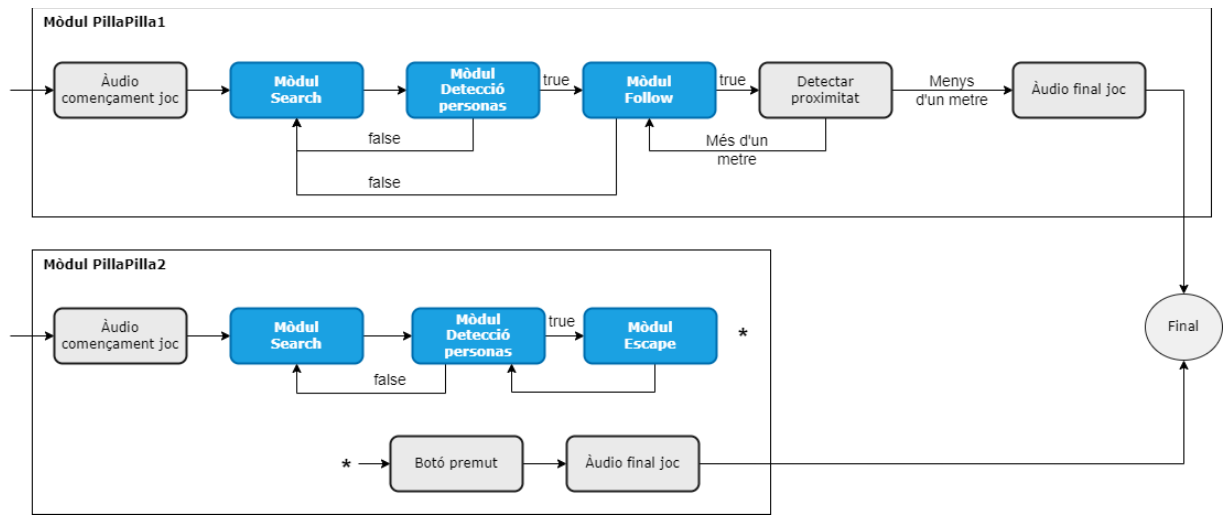 Mòdul PillaPilla1
Àudio
començament joc
Mòdul
Search
Mòdul
Detecció
personas
true
Mòdul
Follow
true
Detectar
proximitat
Menys
d'un metre
Àudio final joc
false
Més d'un
metre
false
Mòdul PillaPilla2
Àudio
començament joc
Mòdul
Search
Mòdul
Detecció
personas
true
Mòdul
Escape
*
Final
false
*
Botó premut
Àudio final joc